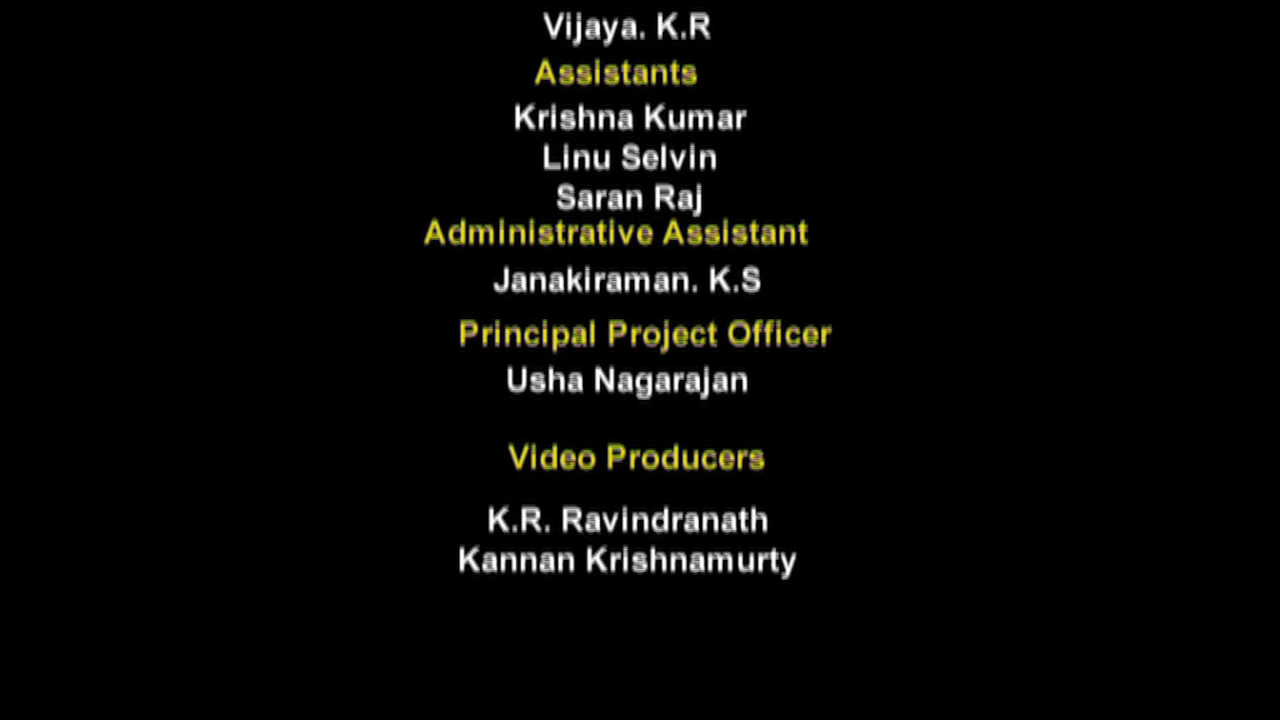 Vijaya. K.R
Assistants
Krishna Kumar
Linu Selvin
Saran Raj
Administrative Assistant
Janakiraman. K.S
Principal Project Officer
Usha Nagarajan
Video Producers
K.R. Ravindranath
Kannan Krishnamurty